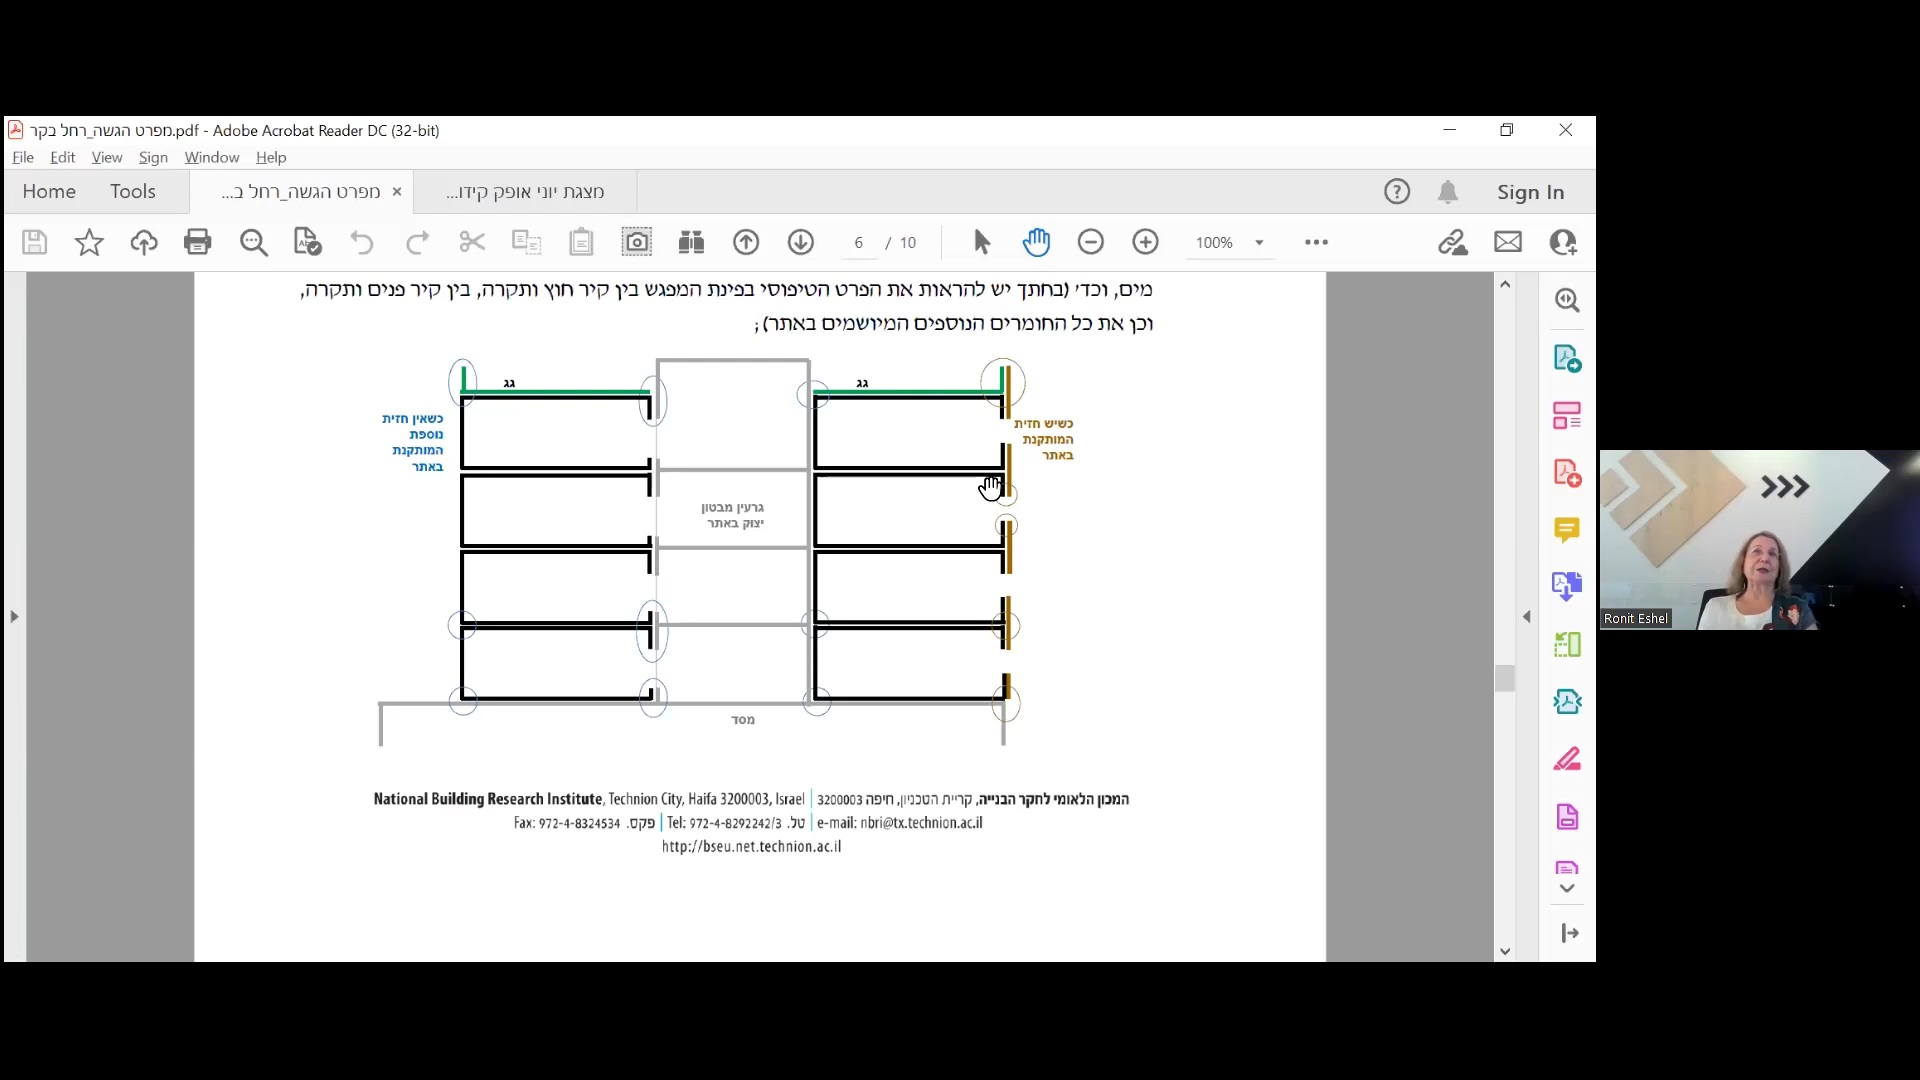 מפרט הגשה_רחל בקר.pdf - Adobe Acrobat Reader DC (32-bit)
File Edit View Sign Window Help
Home Tools
מפרט הגשה_רחל ב...
מצגת יוני אופק קידו...
Sign In
6 / 10
100%
מים, וכד׳ (בחתך יש להראות את הפרט הטיפוסי בפינת המפגש בין קיר חוץ ותקרה, בין קיר פנים ותקרה,
וכן את כל החומרים הנוספים המיושמים באתר);
גג
גג
כשאין חזית
נוספת
המותקנת
באתר
כשיש חזית
המותקנת
באתר
גרעין מבטון
יצוק באתר
מסד
National Building Research Institute, Technion City, Haifa 3200003, Israel | המכון הלאומי לחקר הבנייה, קריית הטכניון, חיפה 3200003
Fax: 972-4-8324534 פקס. | Tel: 972-4-8292242/3 טל. | e-mail: nbri@tx.technion.ac.il
http://bseu.net.technion.ac.il
Ronit Eshel